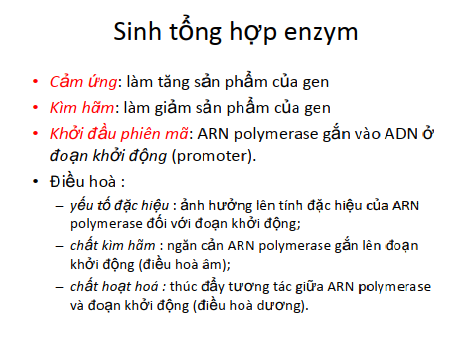 Sinh tổng hợp enzym
• Cảm ứng: làm tăng sản phẩm của gen
• Kìm hãm: làm giảm sản phẩm của gen
• Khởi đầu phiên mã: ARN polymerase gắn vào ADN ở
đoạn khởi động (promoter).
• Điều hoà :
– yếu tố đặc hiệu : ảnh hưởng lên tính đặc hiệu của ARN
polymerase đối với đoạn khởi động;
– chất kìm hãm : ngăn cản ARN polymerase gắn lên đoạn
khởi động (điều hoà âm);
– chất hoạt hoá : thúc đẩy tương tác giữa ARN polymerase
và đoạn khởi động (điều hoà dương).